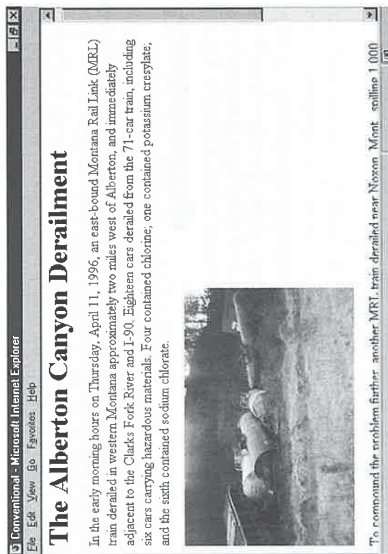 Conventional - Microsoft Internet Explorer
File Edit View Go Favorites Help
The Alberton Canyon Derailment
In the early morning hours on Thursday, April 11, 1996, an east-bound Montana Rail Link (MRL)
train derailed in western Montana approximately two miles west of Alberton, and immediately
adjacent to the Clarks Fork River and I-90. Eighteen cars derailed from the 71-car train, including
six cars carrying hazardous materials. Four contained chlorine; one contained potassium cresylate;
and the sixth contained sodium chlorate.
To compound the problem further, another MRL train derailed near Noxon, Mont., spilling 1,000